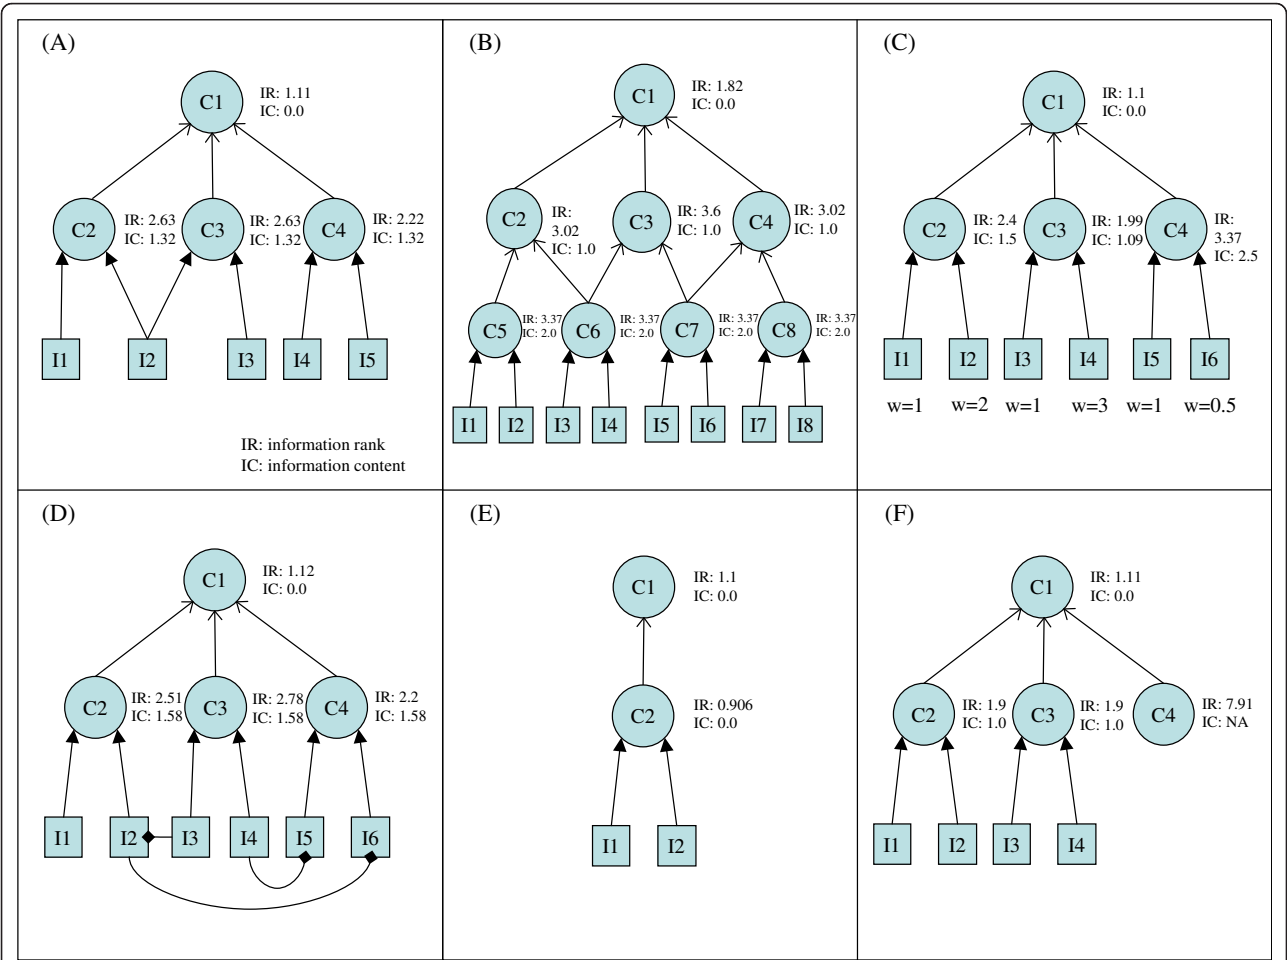 (A)
C1
IR: 1.11
IC: 0.0
C2
IR: 2.63
IC: 1.32
C3
IR: 2.63
IC: 1.32
C4
IR: 2.22
IC: 1.32
I1
I2
I3
I4
I5
IR: information rank
IC: information content
(B)
C1
IR: 1.82
IC: 0.0
C2
IR:
3.02
IC: 1.0
C3
IR: 3.6
IC: 1.0
C4
IR: 3.02
IC: 1.0
C5
IR: 3.37
IC: 2.0
C6
IR: 3.37
IC: 2.0
C7
IR: 3.37
IC: 2.0
C8
IR: 3.37
IC: 2.0
I1
I2
I3
I4
I5
I6
I7
I8
(C)
C1
IR: 1.1
IC: 0.0
C2
IR: 2.4
IC: 1.5
C3
IR: 1.99
IC: 1.09
C4
IR:
3.37
IC: 2.5
I1
I2
I3
I4
I5
I6
w=1
w=2
w=1
w=3
w=1
w=0.5
(D)
C1
IR: 1.12
IC: 0.0
C2
IR: 2.51
IC: 1.58
C3
IR: 2.78
IC: 1.58
C4
IR: 2.2
IC: 1.58
I1
I2
I3
I4
I5
I6
(E)
C1
IR: 1.1
IC: 0.0
C2
IR: 0.906
IC: 0.0
I1
I2
(F)
C1
IR: 1.11
IC: 0.0
C2
IR: 1.9
IC: 1.0
C3
IR: 1.9
IC: 1.0
C4
IR: 7.91
IC: NA
I1
I2
I3
I4